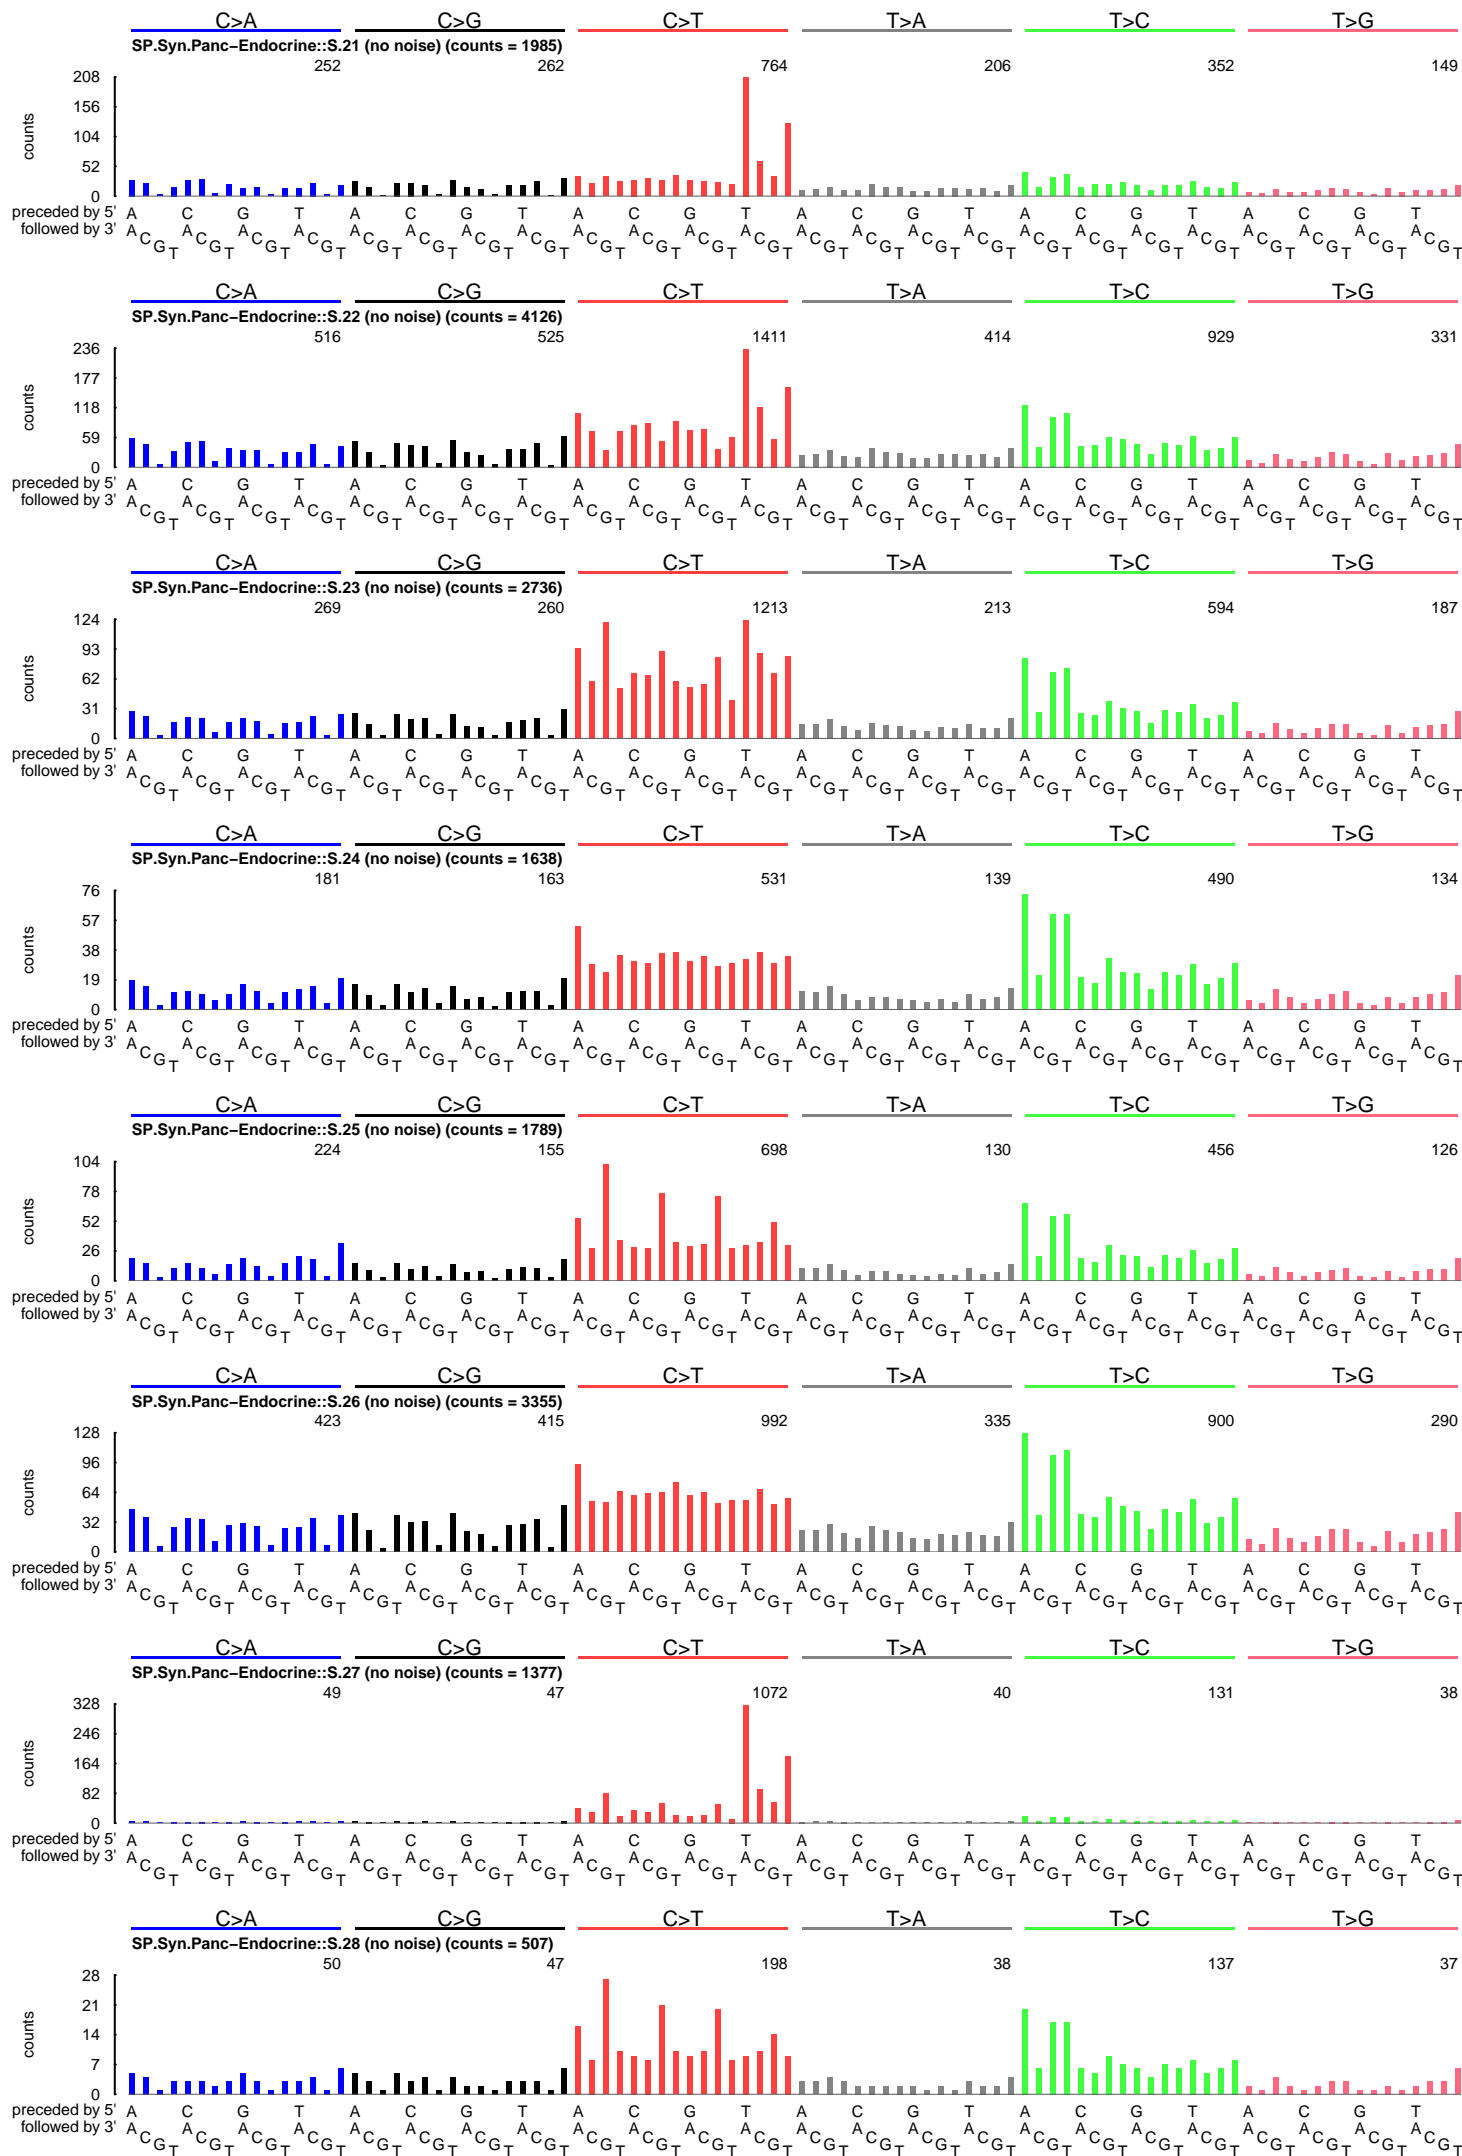 C>A C>G C>T T>A T>C T>G
SP.Syn.Panc−Endocrine::S.21 (no noise) (counts = 1985)
252 262 764 206 352 149
208
156
104
52
0
counts
preceded by 5' A C G T A C G T A C G T A C G T A C G T A C G T
followed by 3' A C G T A C G T A C G T A C G T A C G T A C G T A C G T A C G T A C G T A C G T A C G T A C G T A C G T A C G T A C G T A C G T A C G T A C G T A C G T A C G T A C G T A C G T A C G T A C G T
C>A C>G C>T T>A T>C T>G
SP.Syn.Panc−Endocrine::S.22 (no noise) (counts = 4126)
516 525 1411 414 929 331
236
177
118
59
0
counts
preceded by 5' A C G T A C G T A C G T A C G T A C G T A C G T
followed by 3' A C G T A C G T A C G T A C G T A C G T A C G T A C G T A C G T A C G T A C G T A C G T A C G T A C G T A C G T A C G T A C G T A C G T A C G T A C G T A C G T A C G T A C G T A C G T A C G T
C>A C>G C>T T>A T>C T>G
SP.Syn.Panc−Endocrine::S.23 (no noise) (counts = 2736)
269 260 1213 213 594 187
124
93
62
31
0
counts
preceded by 5' A C G T A C G T A C G T A C G T A C G T A C G T
followed by 3' A C G T A C G T A C G T A C G T A C G T A C G T A C G T A C G T A C G T A C G T A C G T A C G T A C G T A C G T A C G T A C G T A C G T A C G T A C G T A C G T A C G T A C G T A C G T A C G T
C>A C>G C>T T>A T>C T>G
SP.Syn.Panc−Endocrine::S.24 (no noise) (counts = 1638)
181 163 531 139 490 134
76
57
38
19
0
counts
preceded by 5' A C G T A C G T A C G T A C G T A C G T A C G T
followed by 3' A C G T A C G T A C G T A C G T A C G T A C G T A C G T A C G T A C G T A C G T A C G T A C G T A C G T A C G T A C G T A C G T A C G T A C G T A C G T A C G T A C G T A C G T A C G T A C G T
C>A C>G C>T T>A T>C T>G
SP.Syn.Panc−Endocrine::S.25 (no noise) (counts = 1789)
224 155 698 130 456 126
104
78
52
26
0
counts
preceded by 5' A C G T A C G T A C G T A C G T A C G T A C G T
followed by 3' A C G T A C G T A C G T A C G T A C G T A C G T A C G T A C G T A C G T A C G T A C G T A C G T A C G T A C G T A C G T A C G T A C G T A C G T A C G T A C G T A C G T A C G T A C G T A C G T
C>A C>G C>T T>A T>C T>G
SP.Syn.Panc−Endocrine::S.26 (no noise) (counts = 3355)
423 415 992 335 900 290
128
96
64
32
0
counts
preceded by 5' A C G T A C G T A C G T A C G T A C G T A C G T
followed by 3' A C G T A C G T A C G T A C G T A C G T A C G T A C G T A C G T A C G T A C G T A C G T A C G T A C G T A C G T A C G T A C G T A C G T A C G T A C G T A C G T A C G T A C G T A C G T A C G T
C>A C>G C>T T>A T>C T>G
SP.Syn.Panc−Endocrine::S.27 (no noise) (counts = 1377)
49 47 1072 40 131 38
328
246
164
82
0
counts
preceded by 5' A C G T A C G T A C G T A C G T A C G T A C G T
followed by 3' A C G T A C G T A C G T A C G T A C G T A C G T A C G T A C G T A C G T A C G T A C G T A C G T A C G T A C G T A C G T A C G T A C G T A C G T A C G T A C G T A C G T A C G T A C G T A C G T
C>A C>G C>T T>A T>C T>G
SP.Syn.Panc−Endocrine::S.28 (no noise) (counts = 507)
50 47 198 38 137 37
28
21
14
7
0
counts
preceded by 5' A C G T A C G T A C G T A C G T A C G T A C G T
followed by 3' A C G T A C G T A C G T A C G T A C G T A C G T A C G T A C G T A C G T A C G T A C G T A C G T A C G T A C G T A C G T A C G T A C G T A C G T A C G T A C G T A C G T A C G T A C G T A C G T